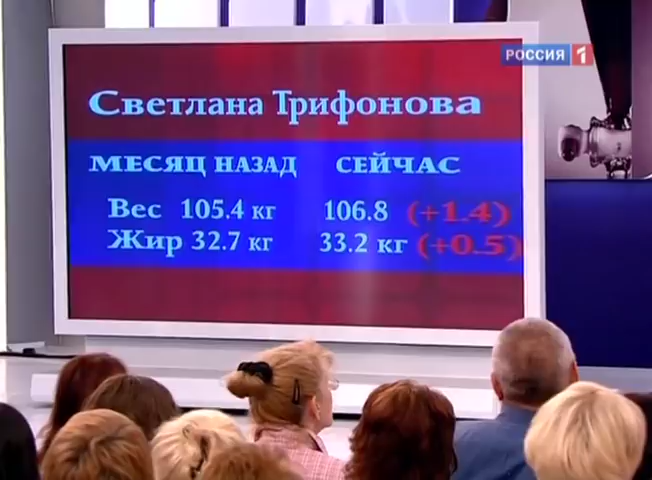 РОССИЯ 1
Светлана Трифонова
МЕСЯЦ НАЗАД СЕЙЧАС
Вес 105.4 кг 106.8 (+1.4)
Жир 32.7 кг 33.2 кг (+0.5)